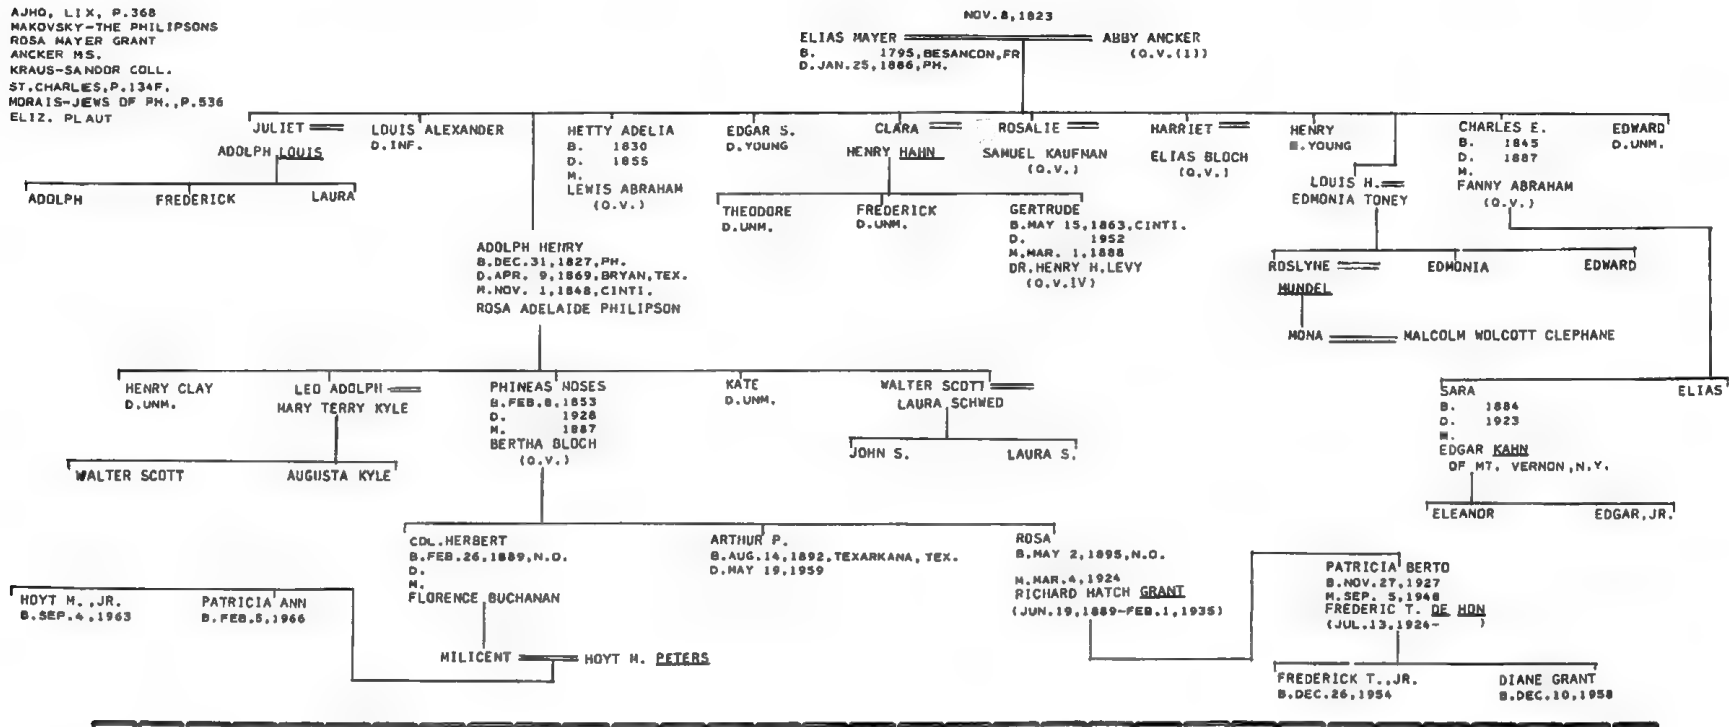 AJHQ, LIX, P.368
MAKOVSKY-THE PHILIPSONS
ROSA MAYER GRANT
ANCKER MS.
KRAUS-SANDOR COLL.
ST.CHARLES,P.134F.
MORAIS-JEWS OF PH.,P.536
ELIZ. PLAUT
NOV.8,1823
ELIAS MAYER
B. 1795,BESANCON,FR
D.JAN.25,1886,PH.
ABBY ANCKER
(Q.V.(1))
JULIET
ADOLPH LOUIS
LOUIS ALEXANDER
D.INF.
HETTY ADELIA
B. 1830
D. 1855
M.
LEWIS ABRAHAM
(Q.V.)
EDGAR S.
D.YOUNG
CLARA
HENRY HAHN
ROSALIE
SAMUEL KAUFMAN
(Q.V.)
HARRIET
ELIAS BLOCH
(Q.V.)
HENRY
D.YOUNG
LOUIS H.
EDMONIA TONEY
CHARLES E.
B. 1845
D. 1887
M.
FANNY ABRAHAM
(Q.V.)
EDWARD
D.UNM.
ADOLPH
FREDERICK
LAURA
ADOLPH HENRY
B.DEC.31,1827,PH.
D.APR. 9,1869,BRYAN,TEX.
M.NOV. 1,1848,CINTI.
ROSA ADELAIDE PHILIPSON
THEODORE
D.UNM.
FREDERICK
D.UNM.
GERTRUDE
B.MAY 15,1863,CINTI.
D. 1952
M.MAR. 1,1888
DR.HENRY H.LEVY
(Q.V.IV)
ROSLYNE
MUNDEL
EDMONIA
EDWARD
MONA
MALCOLM WOLCOTT CLEPHANE
HENRY CLAY
D.UNM.
LEO ADOLPH
MARY TERRY KYLE
PHINEAS MOSES
B.FEB.8,1853
D. 1928
M. 1887
BERTHA BLOCH
(Q.V.)
KATE
D.UNM.
WALTER SCOTT
LAURA SCHWED
SARA
B. 1884
D. 1923
M.
EDGAR KAHN
OF MT. VERNON,N.Y.
ELIAS
WALTER SCOTT
AUGUSTA KYLE
JOHN S.
LAURA S.
ELEANOR
EDGAR,JR.
COL.HERBERT
B.FEB.26,1889,N.O.
D.
M.
FLORENCE BUCHANAN
ARTHUR P.
B.AUG.14,1892,TEXARKANA, TEX.
D.MAY 19,1959
ROSA
B.MAY 2,1895,N.O.
M.MAR.4,1924
RICHARD HATCH GRANT
(JUN.19,1889-FEB.1,1935)
PATRICIA BERTO
B.NOV.27,1927
M.SEP. 5,1948
FREDERIC T. DE HON
(JUL.13,1924- )
HOYT M.,JR.
B.SEP.4,1963
PATRICIA ANN
B.FEB.5,1966
MILICENT
HOYT M. PETERS
FREDERICK T.,JR.
B.DEC.26,1954
DIANE GRANT
B.DEC.10,1958